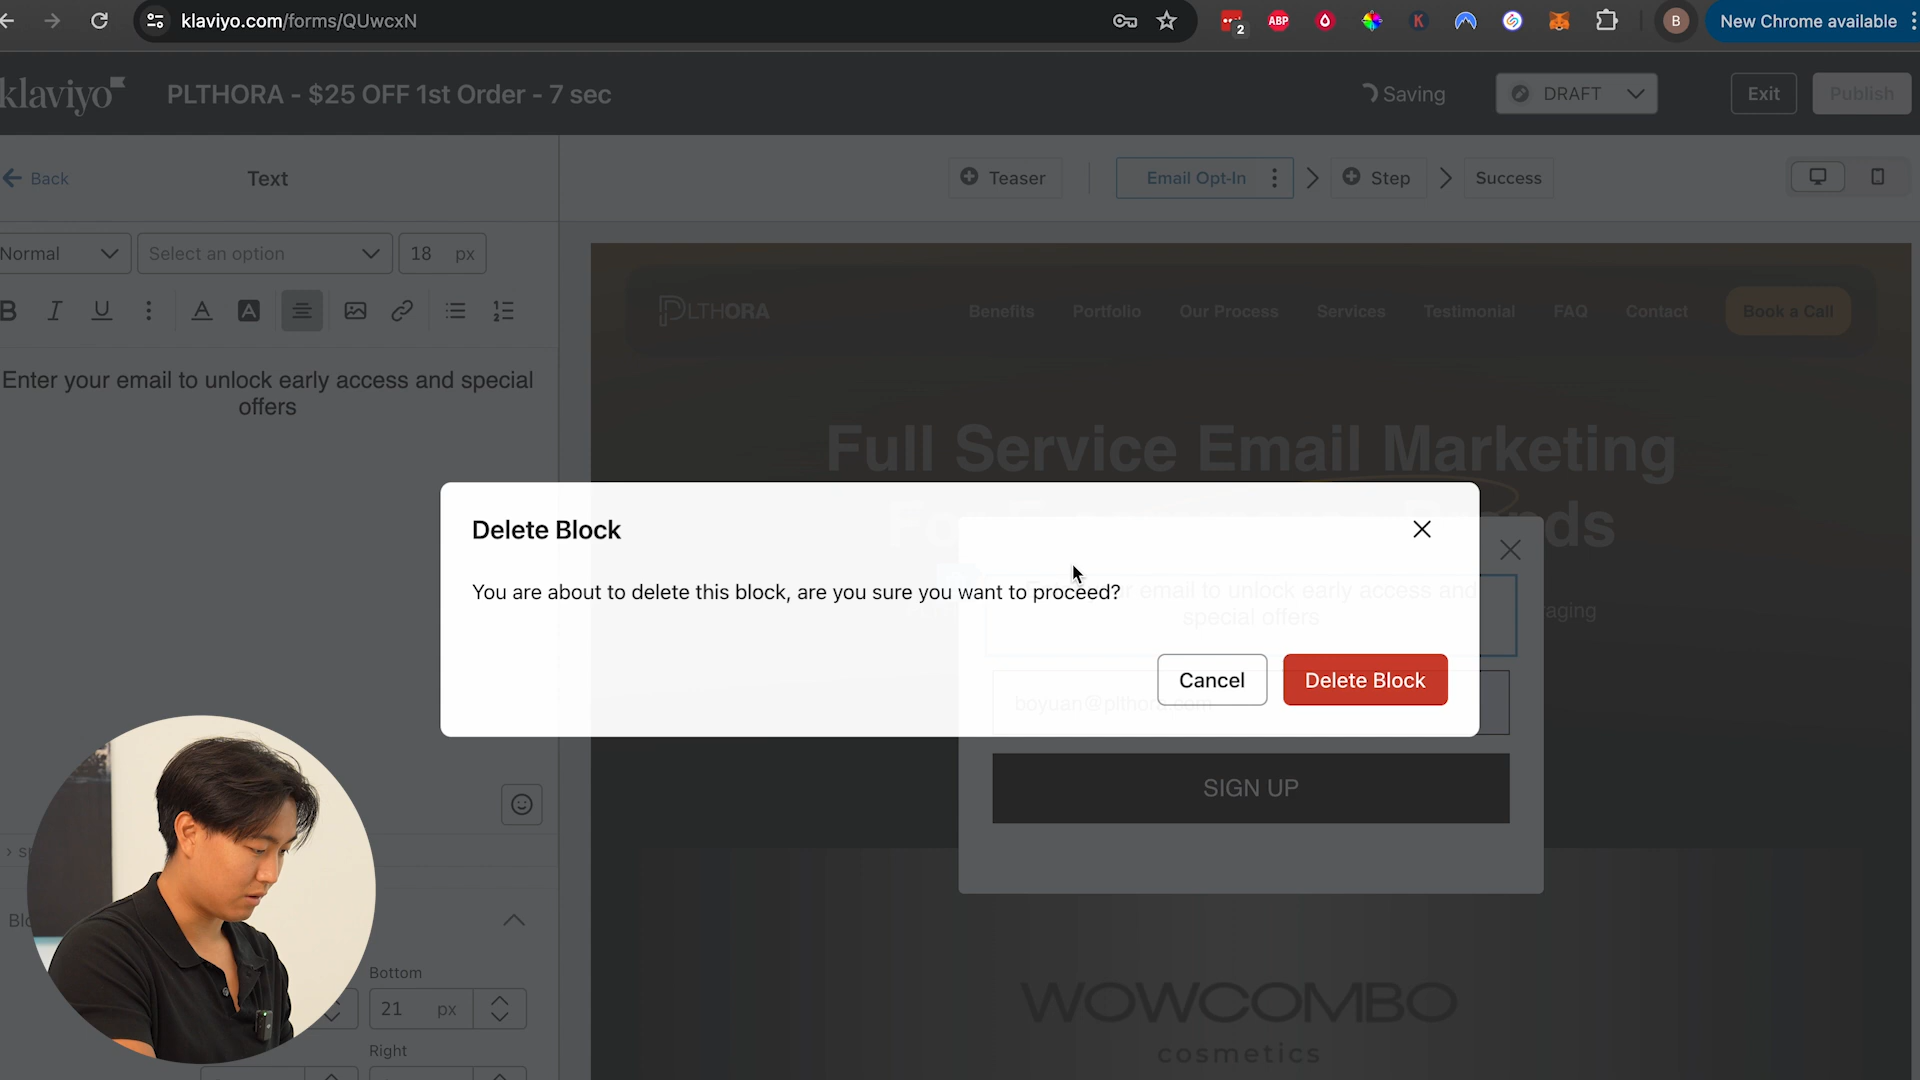 klaviyo.com/forms/QUwcxN
2
ABP
K
B
New Chrome available
klaviyo
PLTHORA - $25 OFF 1st Order - 7 sec
Saving
DRAFT
Exit
Publish
Back
Text
Teaser
Email Opt-In
Step
Success
Normal
Select an option
18 px
B I U A A
Enter your email to unlock early access and special
offers
PLTHORA
Benefits
Portfolio
Our Process
Services
Testimonial
FAQ
Contact
Book a Call
Full Service Email Marketing
Delete Block
You are about to delete this block, are you sure you want to proceed?
email to unlock early access and
special offers
Cancel
Delete Block
SIGN UP
Bottom
21 px
Right
WOWCOMBO
cosmetics